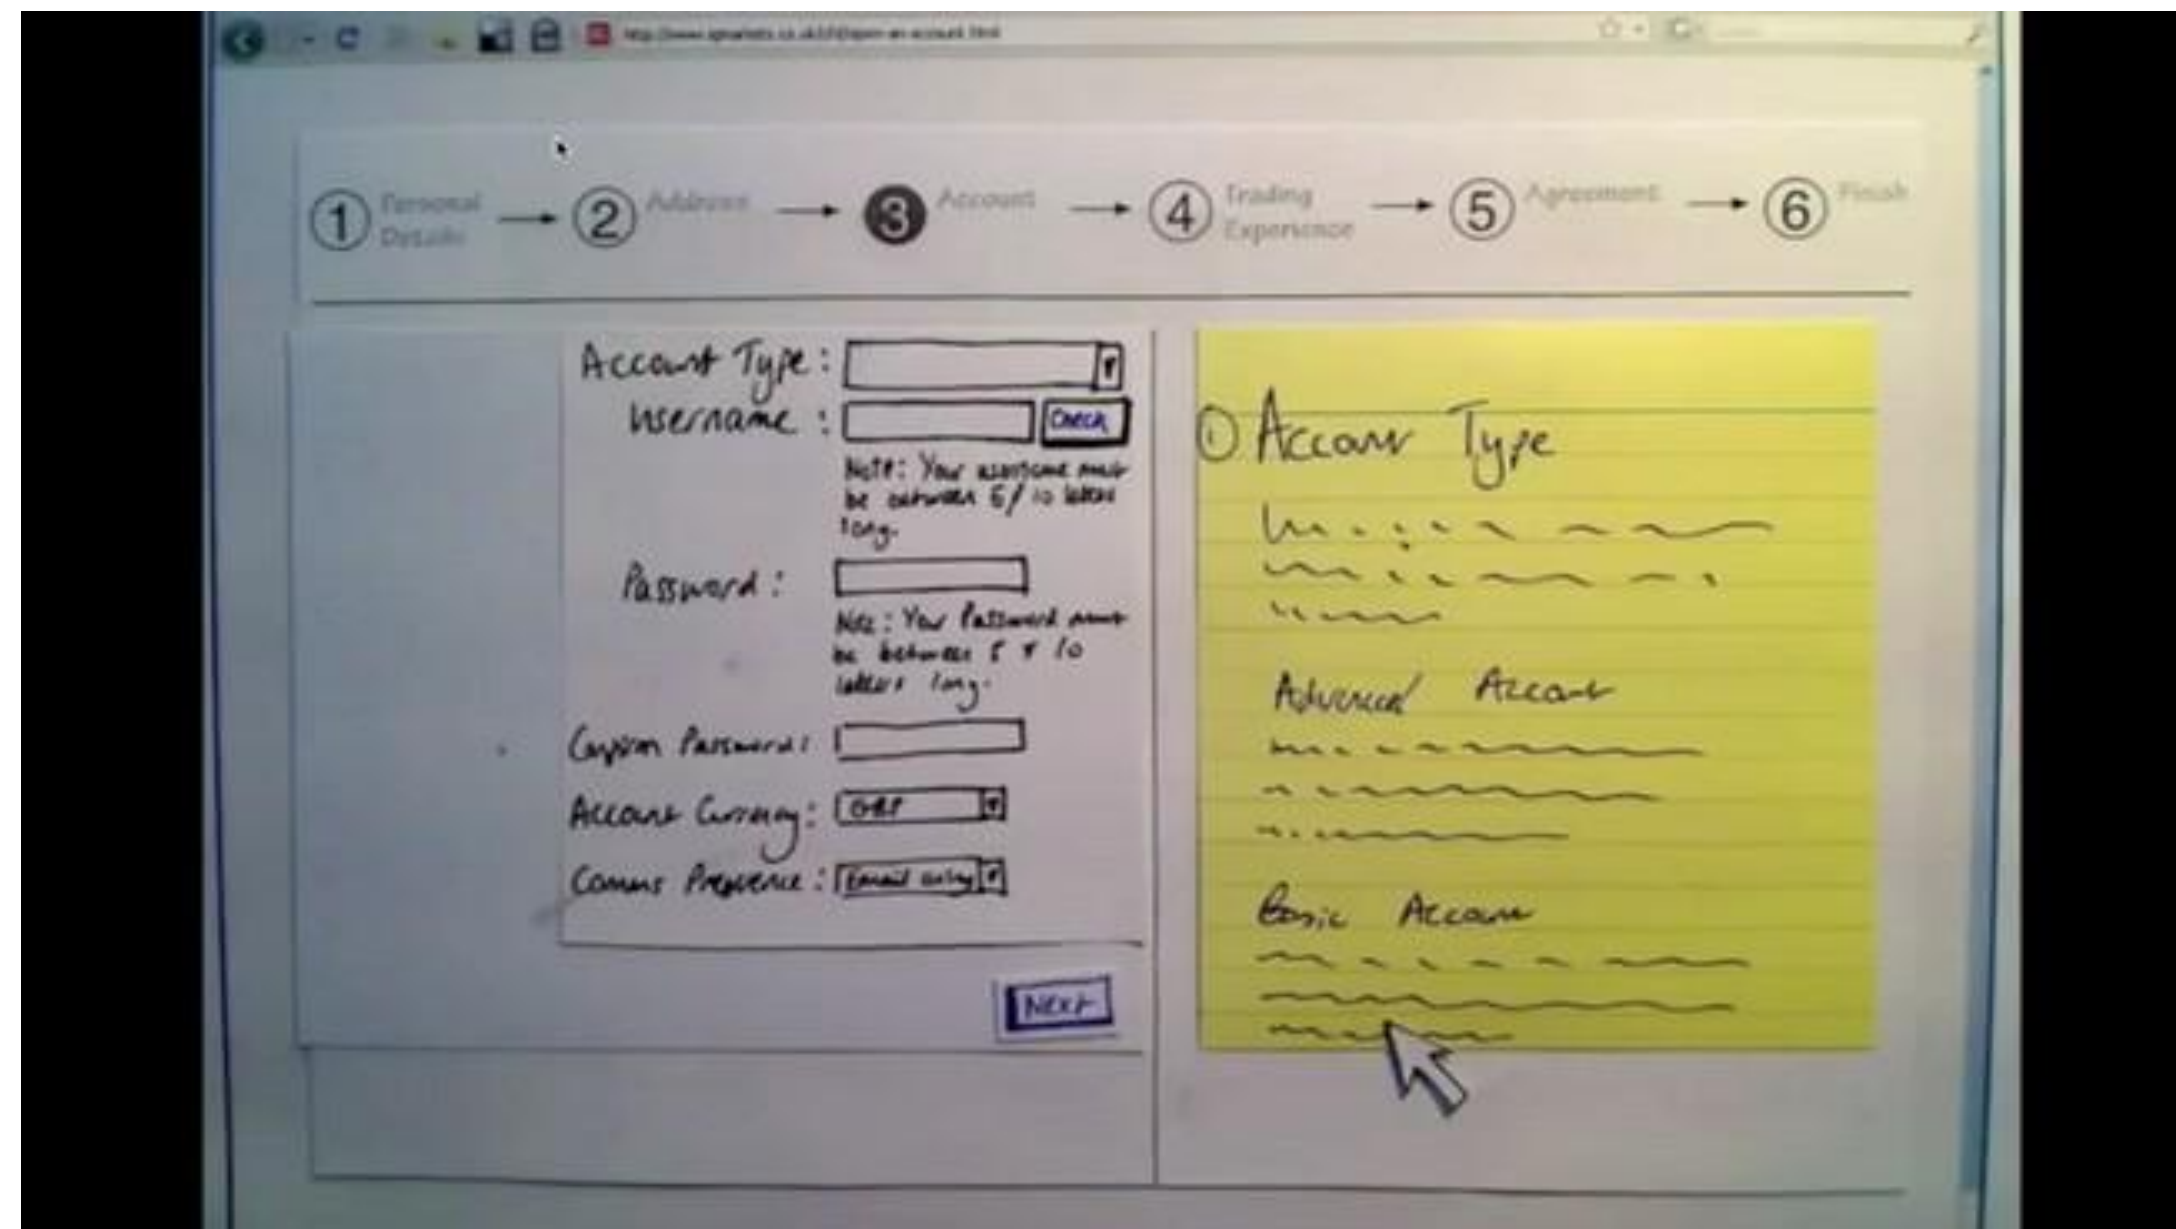 1 Personal Details → 2 Address → 3 Account → 4 Trading Experience → 5 Agreement → 6 Finish
Account Type:
Username: Check
Note: Your username must
be between 5/10 letters
long.
Password:
Note: Your Password must
be between 5 & 10
letters long.
Confirm Password:
Account Currency: GBP
Comms Preference: Email only
Next
Account Type
Advanced Account
Basic Account